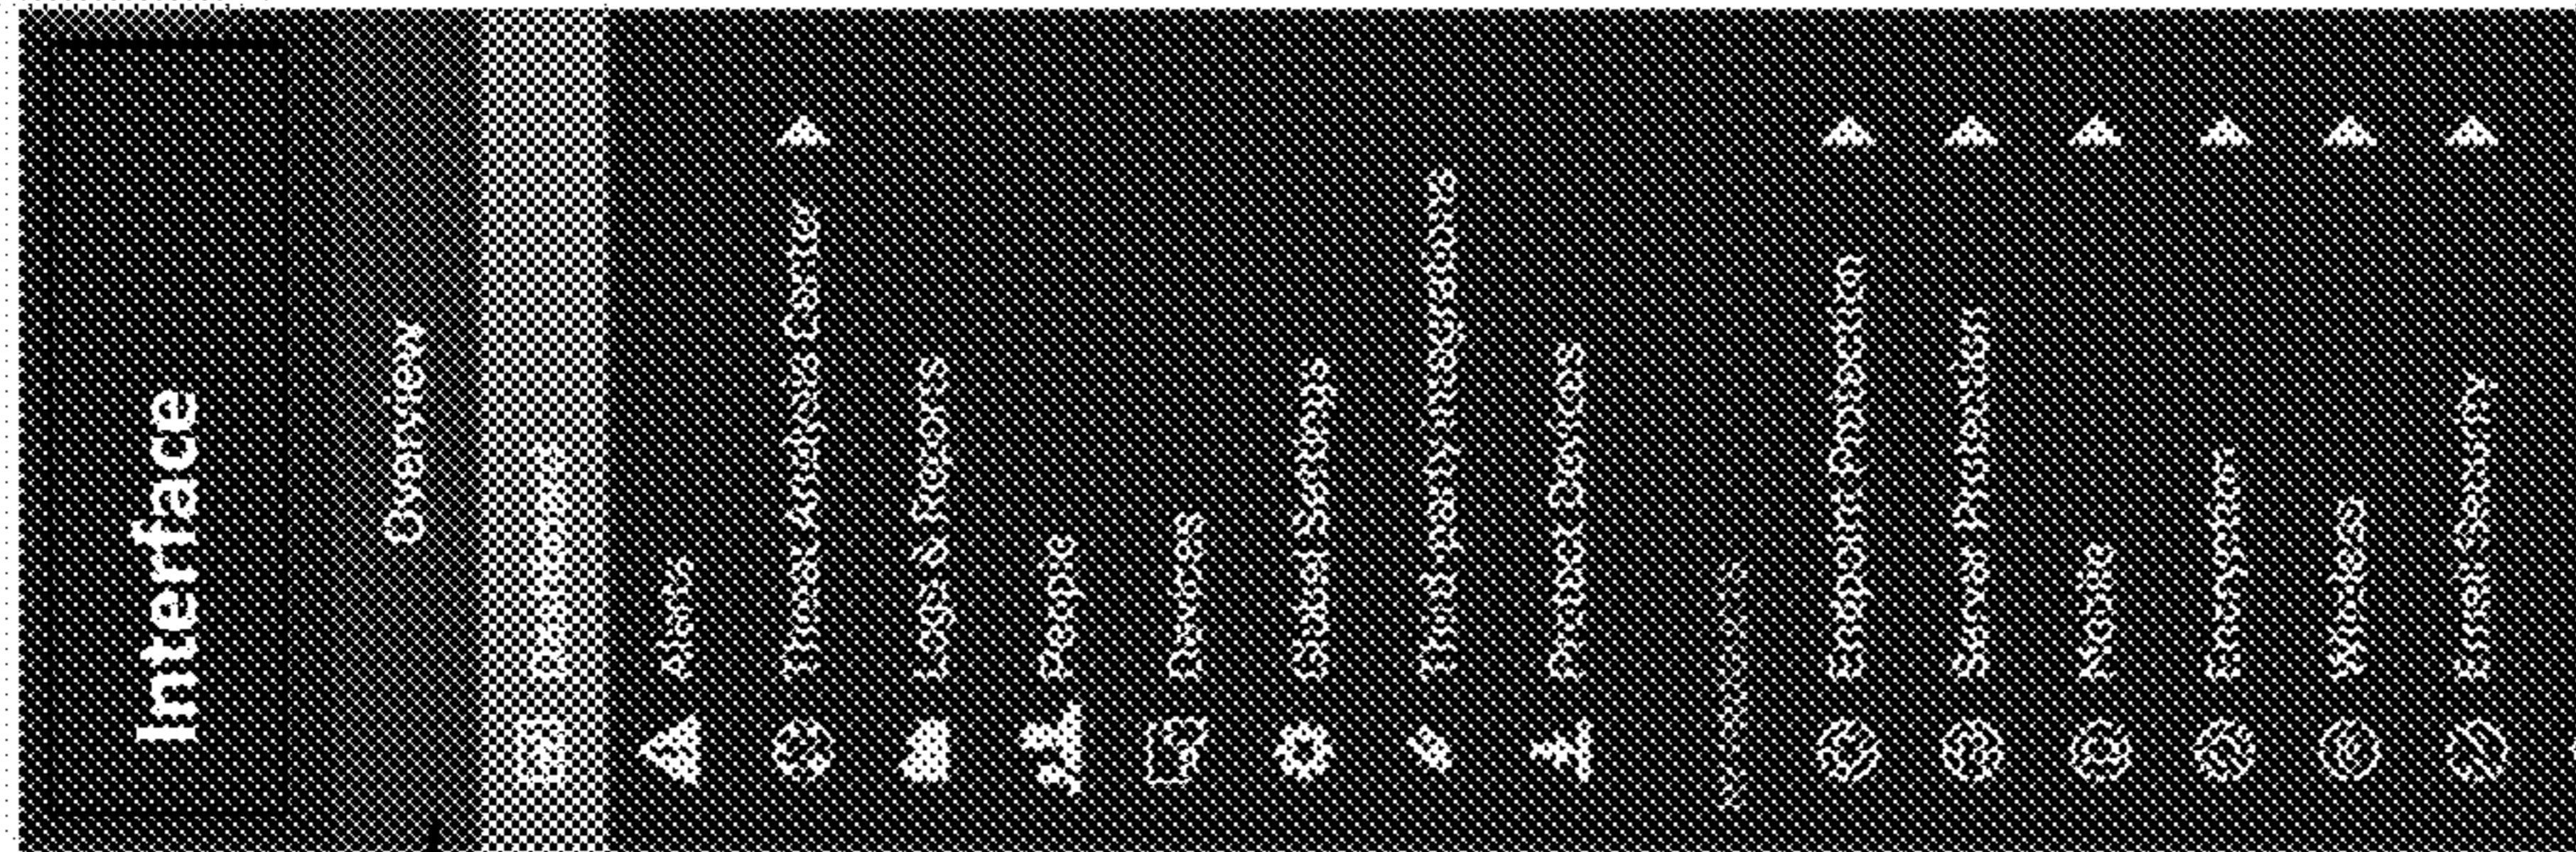 Interface
Overview
Dashboard
Alerts
Threat Analysis Center
Logs & Reports
People
Devices
Global Settings
Third-party Integrations
Protect Devices
Endpoint Protection
Server Protection
Mobile
Encryption
Wireless
Email Security